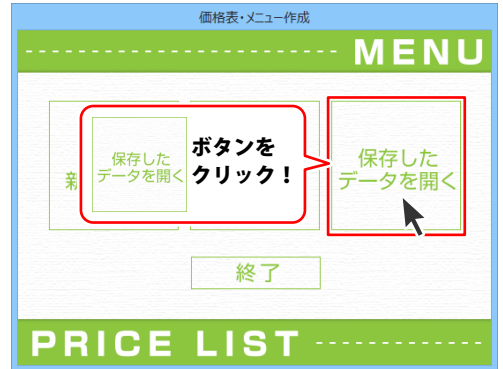 価格表・メニュー作成
MENU
新
保存した
データを開く
ボタンを
クリック！
保存した
データを開く
終了
PRICE LIST